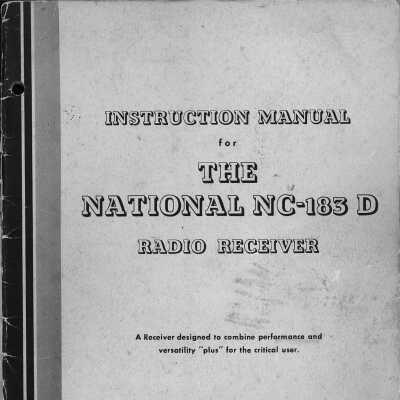 INSTRUCTION MANUAL
for
THE
NATIONAL NC-183 D
RADIO RECEIVER
A Receiver designed to combine performance and
versatility "plus" for the critical user.